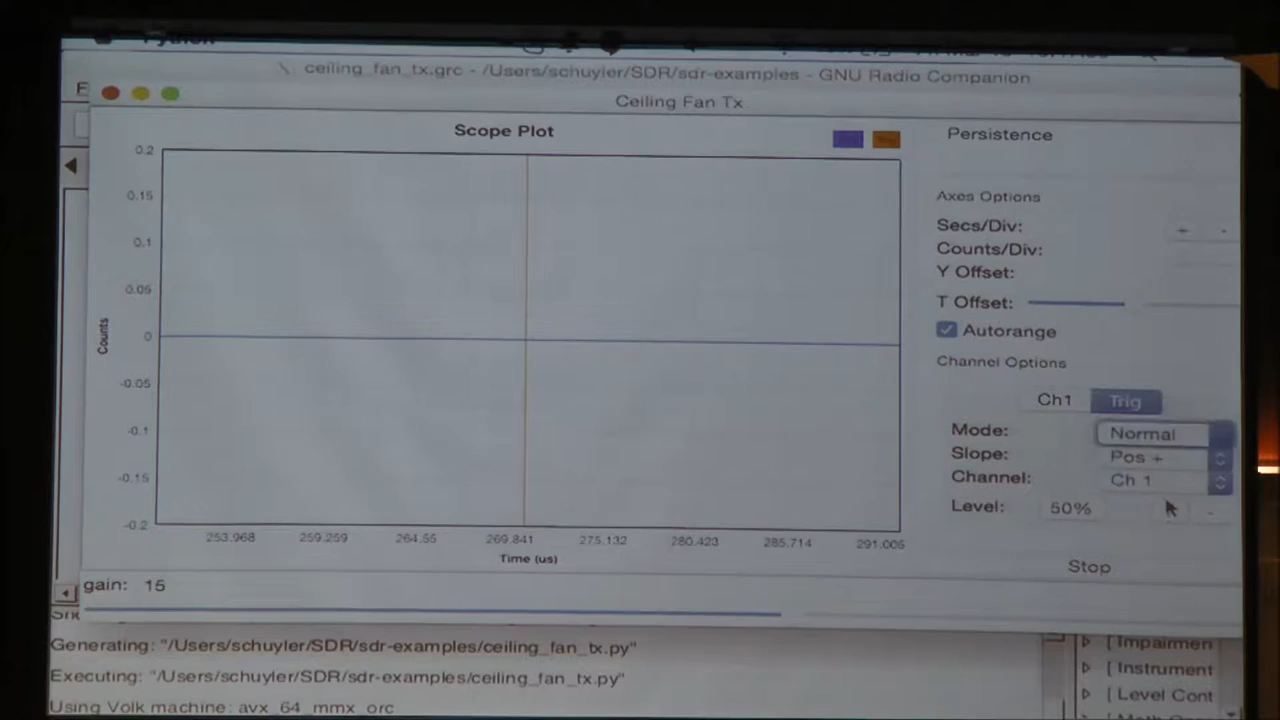 Python
ceiling_fan_tx.grc - /Users/schuyler/SDR/sdr-examples - GNU Radio Companion
Ceiling Fan Tx
Scope Plot
Persistence
0.2
0.15
0.1
0.05
0
-0.05
-0.1
-0.15
-0.2
Counts
253.968 259.259 264.55 269.841 275.132 280.423 285.714 291.005
Time (us)
Axes Options
Secs/Div: + -
Counts/Div:
Y Offset:
T Offset:
Autorange
Channel Options
Ch1 Trig
Mode: Normal
Slope: Pos +
Channel: Ch 1
Level: 50% -
Stop
gain: 15
Generating: "/Users/schuyler/SDR/sdr-examples/ceiling_fan_tx.py"
Executing: "/Users/schuyler/SDR/sdr-examples/ceiling_fan_tx.py"
Using Volk machine: avx_64_mmx_orc
[ Impairmen
[ Instrument
[ Level Cont